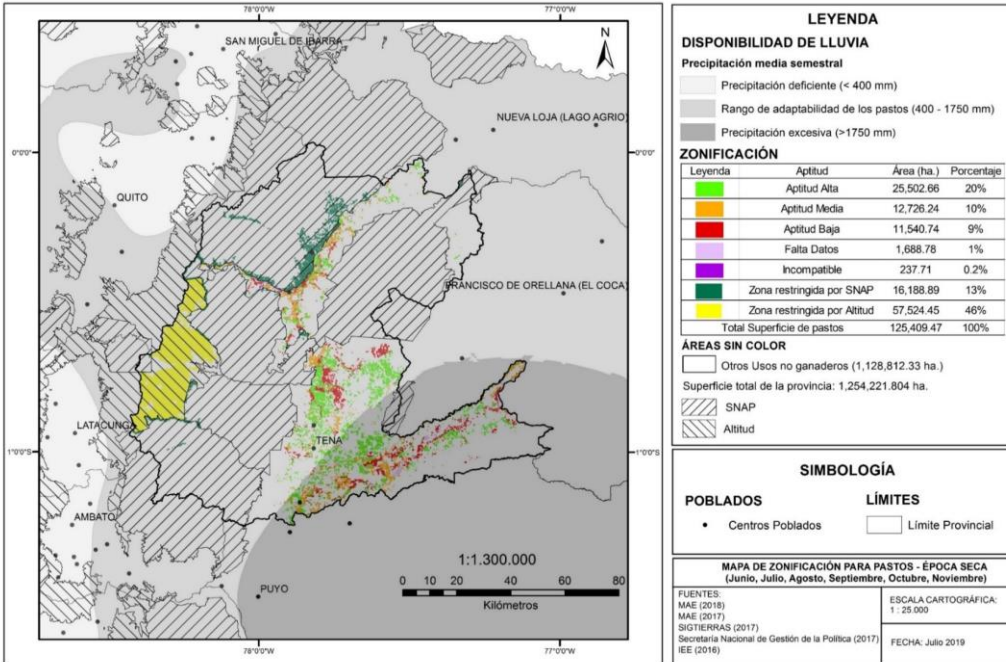 78°0'0"W
77°0'0"W
SAN MIGUEL DE IBARRA
N
NUEVA LOJA (LAGO AGRIO)
0°0'0"
0°0'0"
QUITO
FRANCISCO DE ORELLANA (EL COCA)
LATACUNGA
TENA
1°0'0"S
1°0'0"S
AMBATO
PUYO
1:1.300.000
0 10 20 40 60 80
Kilómetros
78°0'0"W
77°0'0"W
LEYENDA
DISPONIBILIDAD DE LLUVIA
Precipitación media semestral
Precipitación deficiente (< 400 mm)
Rango de adaptabilidad de los pastos (400 - 1750 mm)
Precipitación excesiva (>1750 mm)
ZONIFICACIÓN
Leyenda Aptitud Área (ha.) Porcentaje
Aptitud Alta 25,502.66 20%
Aptitud Media 12,726.24 10%
Aptitud Baja 11,540.74 9%
Falta Datos 1,688.78 1%
Incompatible 237.71 0.2%
Zona restringida por SNAP 16,188.89 13%
Zona restringida por Altitud 57,524.45 46%
Total Superficie de pastos 125,409.47 100%
ÁREAS SIN COLOR
Otros Usos no ganaderos (1,128,812.33 ha.)
Superficie total de la provincia: 1,254,221.804 ha.
SNAP
Altitud
SIMBOLOGÍA
POBLADOS LÍMITES
Centros Poblados Límite Provincial
MAPA DE ZONIFICACIÓN PARA PASTOS - ÉPOCA SECA
(Junio, Julio, Agosto, Septiembre, Octubre, Noviembre)
FUENTES:
MAE (2018)
MAE (2017)
SIGTIERRAS (2017)
Secretaría Nacional de Gestión de la Política (2017)
IEE (2016)
ESCALA CARTOGRÁFICA:
1 : 25.000
FECHA: Julio 2019